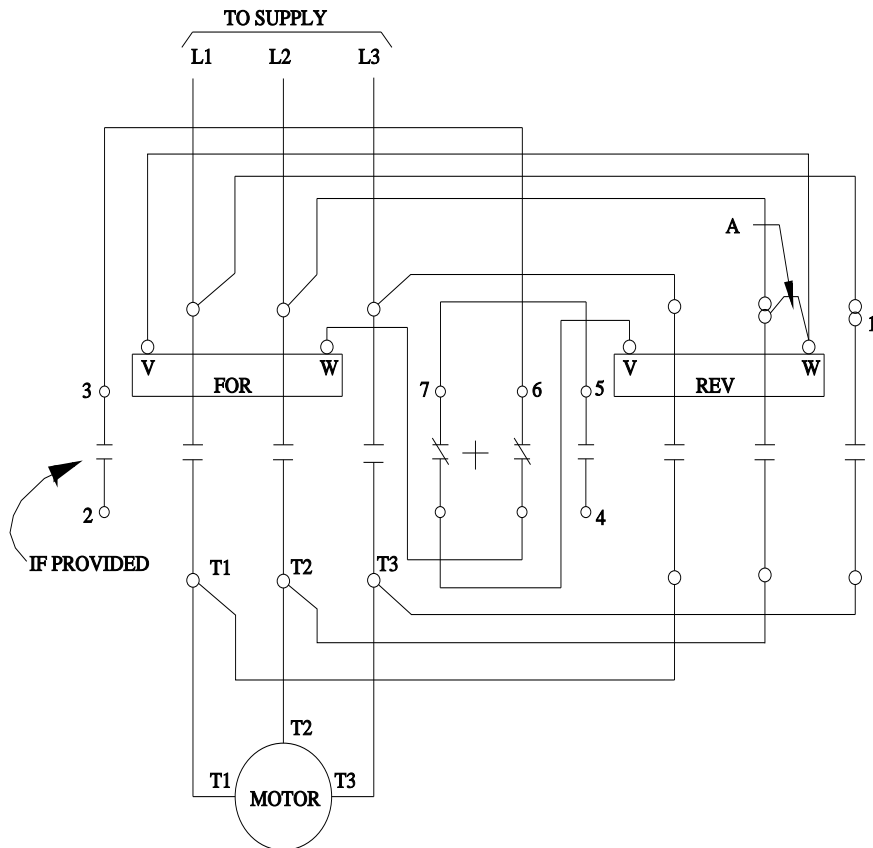 TO SUPPLY
L1 L2 L3
A
1
V W
FOR
V W
REV
3 7 6 5
2 4
IF PROVIDED
T1 T2 T3
T2
T1 T3
MOTOR